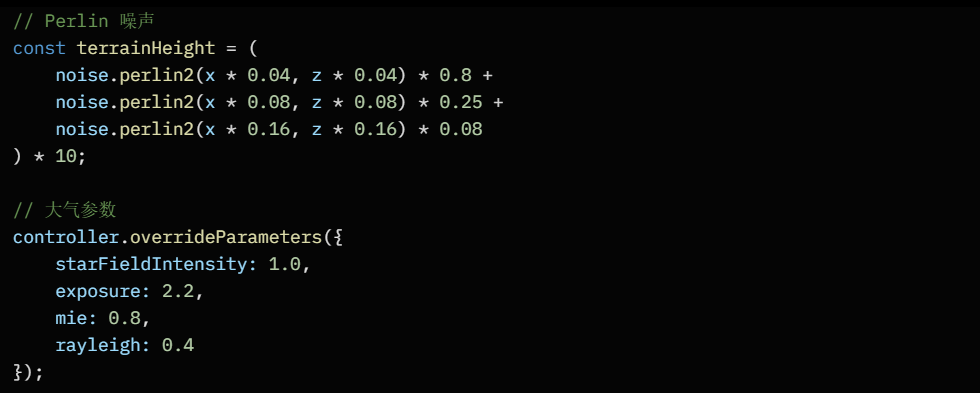 // Perlin 噪声
const terrainHeight = (
    noise.perlin2(x * 0.04, z * 0.04) * 0.8 +
    noise.perlin2(x * 0.08, z * 0.08) * 0.25 +
    noise.perlin2(x * 0.16, z * 0.16) * 0.08
) * 10;

// 大气参数
controller.overrideParameters({
    starFieldIntensity: 1.0,
    exposure: 2.2,
    mie: 0.8,
    rayleigh: 0.4
});